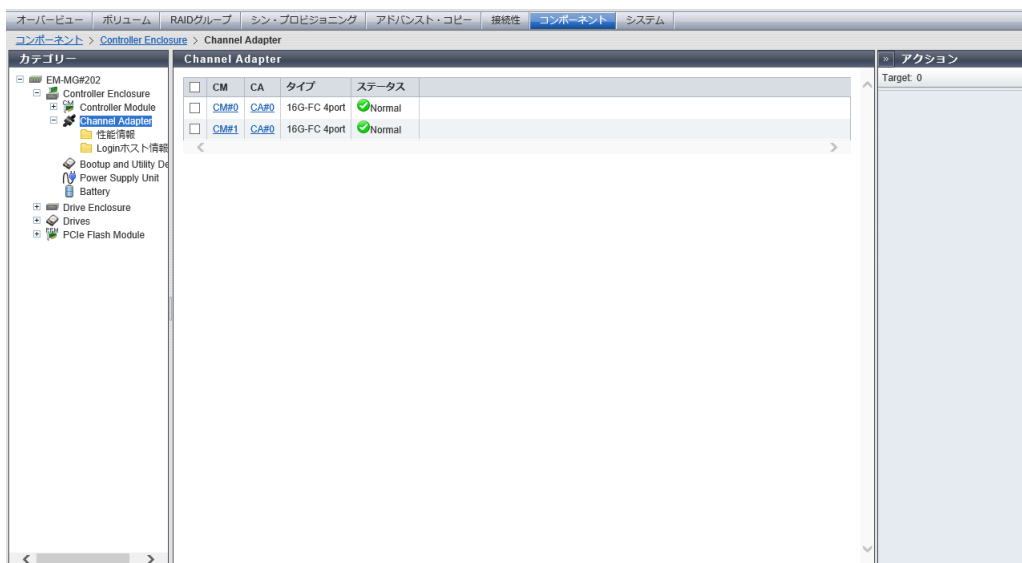 オーバービュー ボリューム RAIDグループ シン・プロビジョニング アドバンスト・コピー 接続性 コンポーネント システム
コンポーネント > Controller Enclosure > Channel Adapter
カテゴリー
EM-MG#202
Controller Enclosure
Controller Module
Channel Adapter
性能情報
Loginホスト情報
Bootup and Utility De
Power Supply Unit
Battery
Drive Enclosure
Drives
PCIe Flash Module
Channel Adapter
CM CA タイプ ステータス
CM#0 CA#0 16G-FC 4port Normal
CM#1 CA#0 16G-FC 4port Normal
» アクション
Target: 0